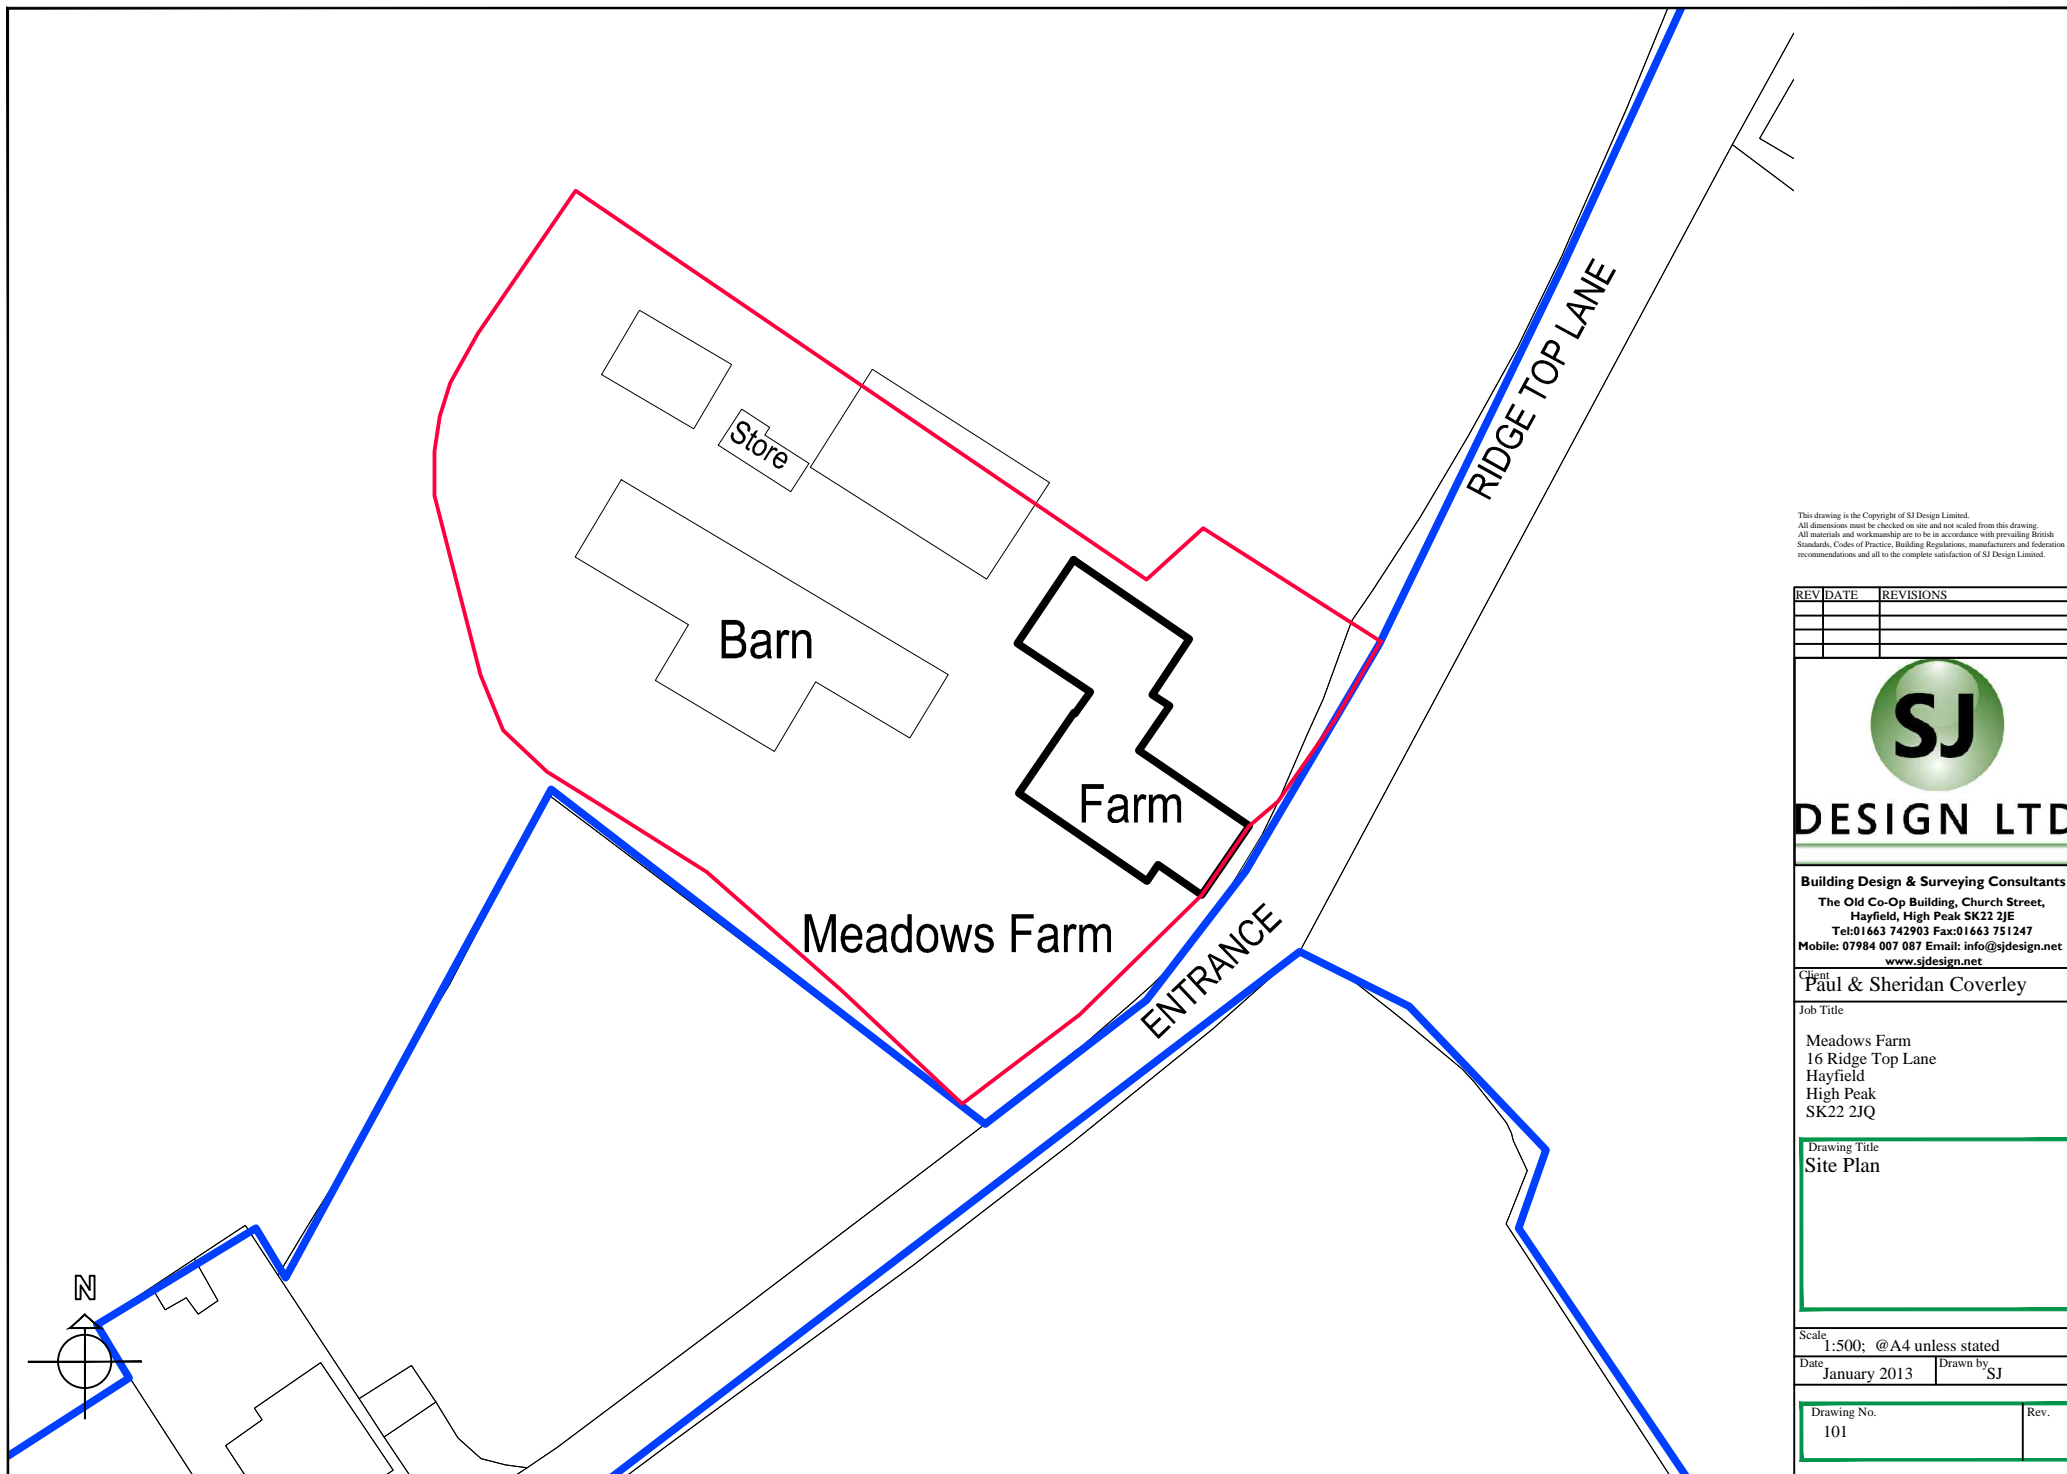 RIDGE TOP LANE
Store
Barn
Farm
Meadows Farm
ENTRANCE
N
This drawing is the Copyright of SJ Design Limited.
All dimensions must be checked on site and not scaled from this drawing.
All materials and workmanship are to be in accordance with prevailing British
Standards, Codes of Practice, Building Regulations, manufacturers and federation
recommendations and all to the complete satisfaction of SJ Design Limited.
REV DATE REVISIONS
SJ
DESIGN LTD
Building Design & Surveying Consultants
The Old Co-Op Building, Church Street,
Hayfield, High Peak SK22 2JE
Tel:01663 742903 Fax:01663 751247
Mobile: 07984 007 087 Email: info@sjdesign.net
www.sjdesign.net
Client
Paul & Sheridan Coverley
Job Title
Meadows Farm
16 Ridge Top Lane
Hayfield
High Peak
SK22 2JQ
Drawing Title
Site Plan
Scale
1:500; @A4 unless stated
Date January 2013 Drawn by SJ
Drawing No. Rev.
101